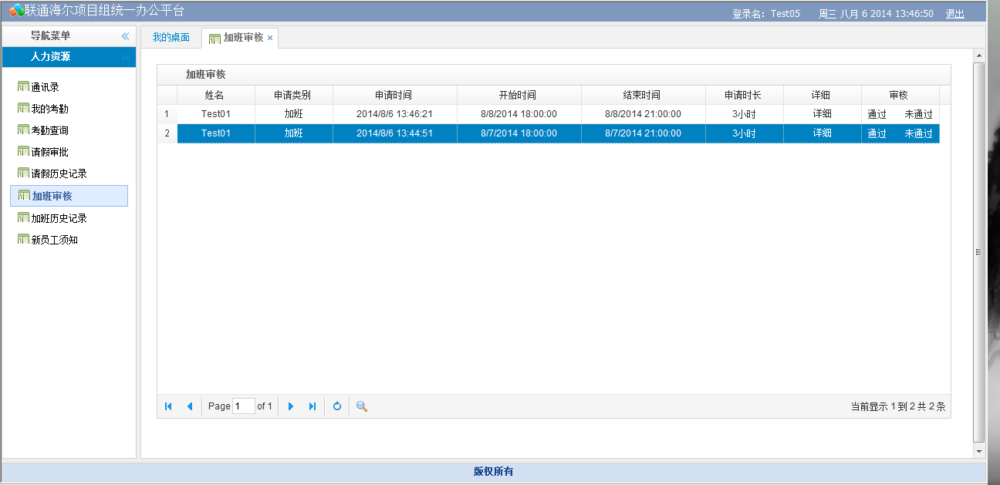 联通海尔项目组统一办公平台
登录名：Test05 周三 八月 6 2014 13:46:50 退出
导航菜单
人力资源
通讯录
我的考勤
考勤查询
请假审批
请假历史记录
加班审核
加班历史记录
新员工须知
我的桌面 加班审核
加班审核
姓名 申请类别 申请时间 开始时间 结束时间 申请时长 详细 审核
1 Test01 加班 2014/8/6 13:46:21 8/8/2014 18:00:00 8/8/2014 21:00:00 3小时 详细 通过 未通过
2 Test01 加班 2014/8/6 13:44:51 8/7/2014 18:00:00 8/7/2014 21:00:00 3小时 详细 通过 未通过
Page 1 of 1 当前显示 1 到 2 共 2 条
版权所有